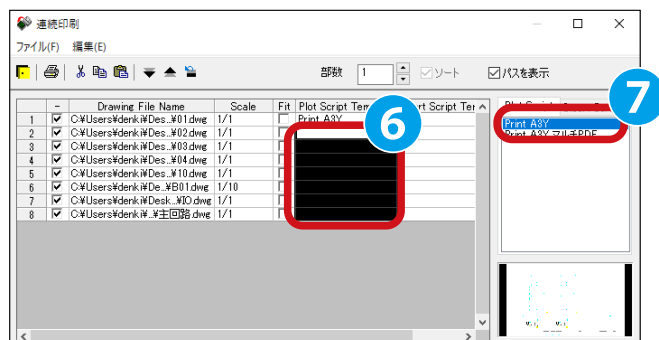 連続印刷
ファイル(F) 編集(E)
部数 1 ソート パスを表示
- Drawing File Name Scale Fit Plot Script Tem ort Script Ter
1 C:¥Users¥denki¥Des..¥01.dwg 1/1 Print A3Y
2 C:¥Users¥denki¥Des..¥02.dwg 1/1
3 C:¥Users¥denki¥Des..¥03.dwg 1/1
4 C:¥Users¥denki¥Des..¥04.dwg 1/1
5 C:¥Users¥denki¥Des..¥10.dwg 1/1
6 C:¥Users¥denki¥De..¥B01.dwg 1/10
7 C:¥Users¥denki¥Desk..¥IO.dwg 1/1
8 C:¥Users¥denki¥..¥主回路.dwg 1/1
6
7
Plot Script
Print A3Y
Print A3Y マルチPDF